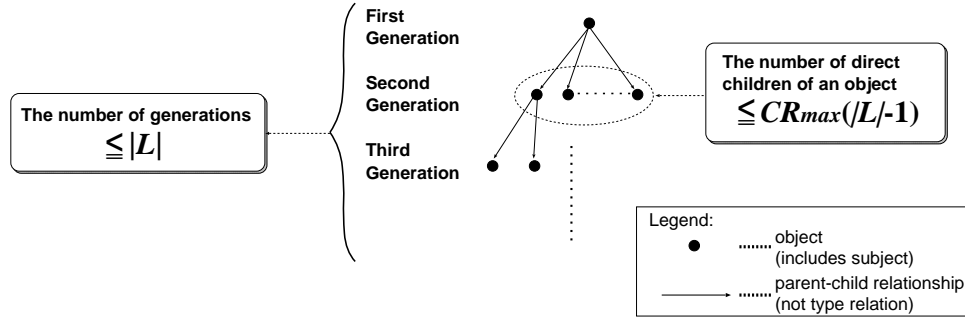 First
Generation
Second
Generation
Third
Generation
The number of generations
≦|L|
The number of direct
children of an object
≦CRmax(|L|-1)
Legend:
object
(includes subject)
parent-child relationship
(not type relation)